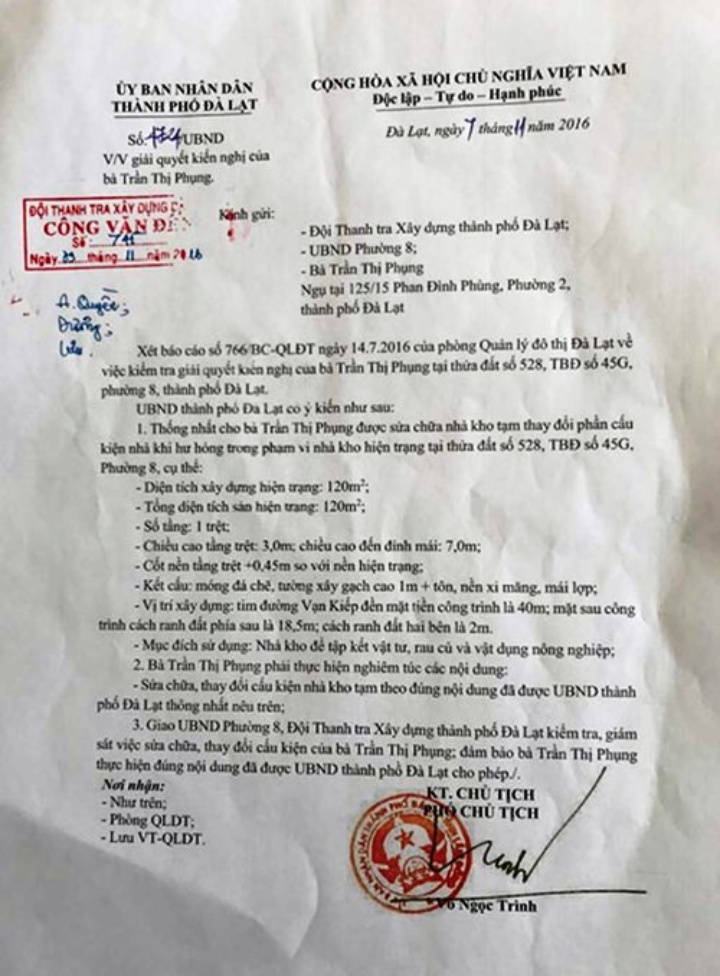 ỦY BAN NHÂN DÂN
THÀNH PHỐ ĐÀ LẠT
CỘNG HÒA XÃ HỘI CHỦ NGHĨA VIỆT NAM
Độc lập – Tự do – Hạnh phúc
Số: /UBND
V/V giải quyết kiến nghị của
bà Trần Thị Phụng.
Đà Lạt, ngày 7 tháng 11 năm 2016
ĐỘI THANH TRA XÂY DỰNG
CÔNG VĂN ĐẾN
Số: 741
Ngày 23 tháng 11 năm 2016
Kính gửi:
- Đội Thanh tra Xây dựng thành phố Đà Lạt;
- UBND Phường 8;
- Bà Trần Thị Phụng
Ngụ tại 125/15 Phan Đình Phùng, Phường 2,
thành phố Đà Lạt
A. Quyền;
Xét báo cáo số 766/BC-QLĐT ngày 14.7.2016 của phòng Quản lý đô thị Đà Lạt về
việc kiểm tra giải quyết kiến nghị của bà Trần Thị Phụng tại thửa đất số 528, TBĐ số 45G,
phường 8, thành phố Đà Lạt.
UBND thành phố Đà Lạt có ý kiến như sau:
1. Thống nhất cho bà Trần Thị Phụng được sửa chữa nhà kho tạm thay đổi phần cấu
kiện nhà khi hư hỏng trong phạm vi nhà kho hiện trạng tại thửa đất số 528, TBĐ số 45G,
Phường 8, cụ thể:
- Diện tích xây dựng hiện trạng: 120m²;
- Tổng diện tích sàn hiện trạng: 120m²;
- Số tầng: 1 trệt;
- Chiều cao tầng trệt: 3,0m; chiều cao đến đỉnh mái: 7,0m;
- Cốt nền tầng trệt +0,45m so với nền hiện trạng;
- Kết cấu: móng đá chẻ, tường xây gạch cao 1m + tôn, nền xi măng, mái lợp;
- Vị trí xây dựng: tim đường Vạn Kiếp đến mặt tiền công trình là 40m; mặt sau công
trình cách ranh đất phía sau là 18,5m; cách ranh đất hai bên là 2m.
- Mục đích sử dụng: Nhà kho để tập kết vật tư, rau củ và vật dụng nông nghiệp;
2. Bà Trần Thị Phụng phải thực hiện nghiêm túc các nội dung:
- Sửa chữa, thay đổi cấu kiện nhà kho tạm theo đúng nội dung đã được UBND thành
phố Đà Lạt thống nhất nêu trên;
3. Giao UBND Phường 8, Đội Thanh tra Xây dựng thành phố Đà Lạt kiểm tra, giám
sát việc sửa chữa, thay đổi cấu kiện của bà Trần Thị Phụng; đảm bảo bà Trần Thị Phụng
thực hiện đúng nội dung đã được UBND thành phố Đà Lạt cho phép./.
Nơi nhận:
- Như trên;
- Phòng QLDT;
- Lưu VT-QLDT.
KT. CHỦ TỊCH
PHÓ CHỦ TỊCH
Võ Ngọc Trình